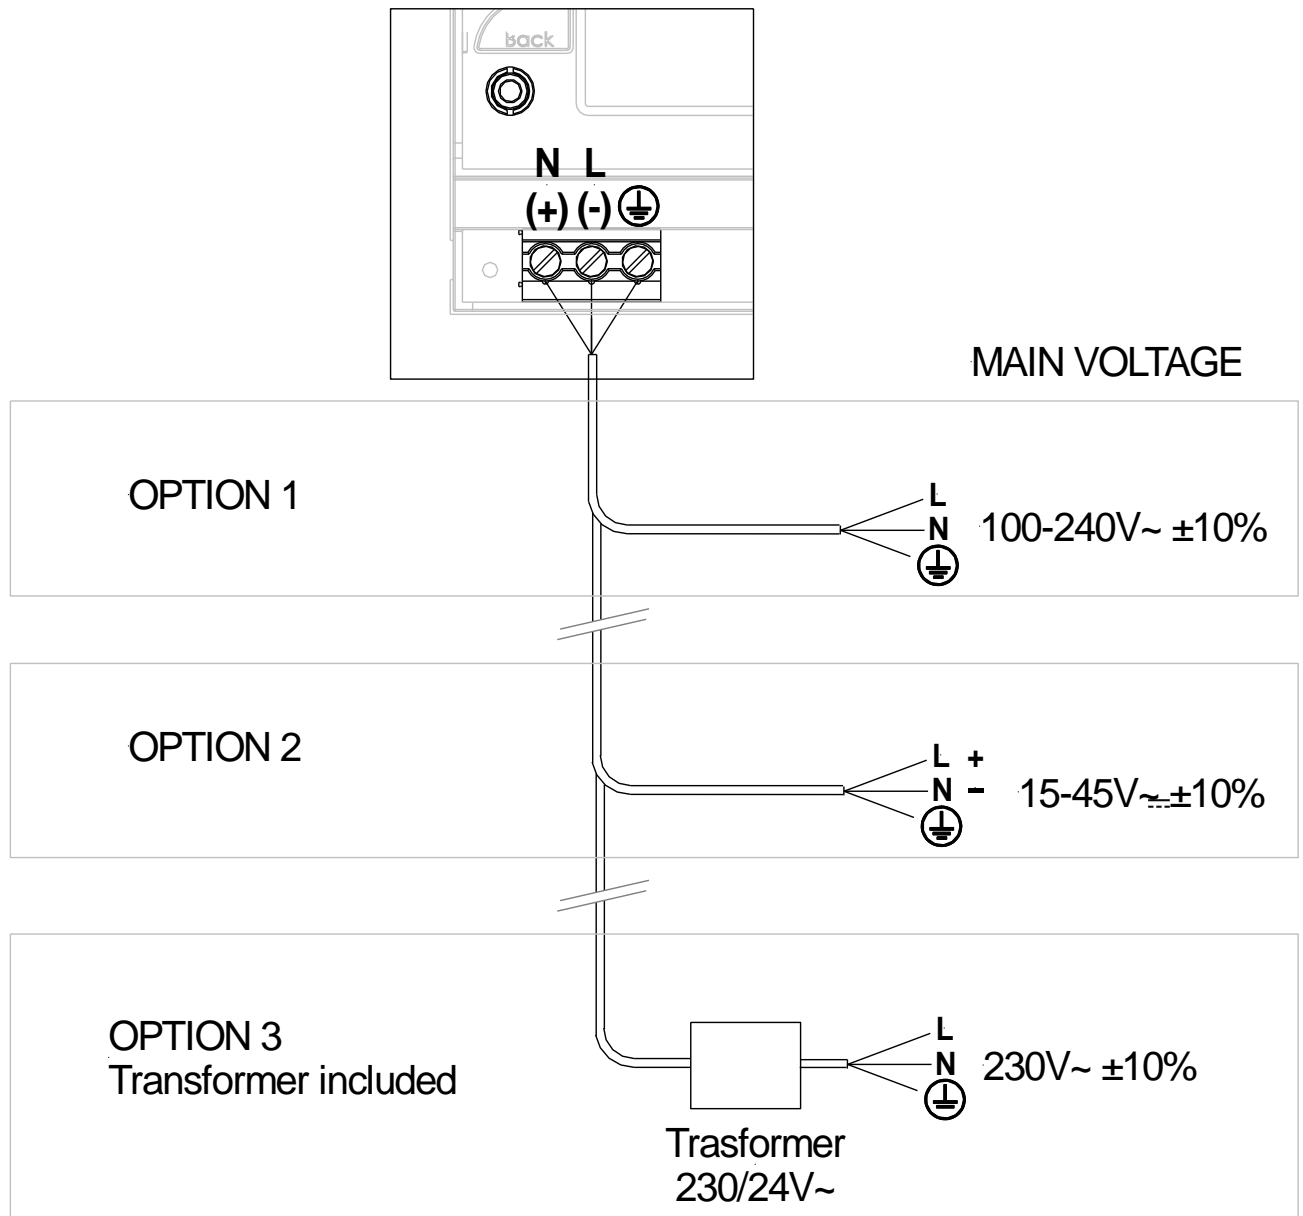 Back
N L
(+) (-)
MAIN VOLTAGE
OPTION 1
L
N 100-240V~ ±10%
OPTION 2
L +
N - 15-45V⎓~±10%
OPTION 3
Transformer included
L
N 230V~ ±10%
Trasformer
230/24V~